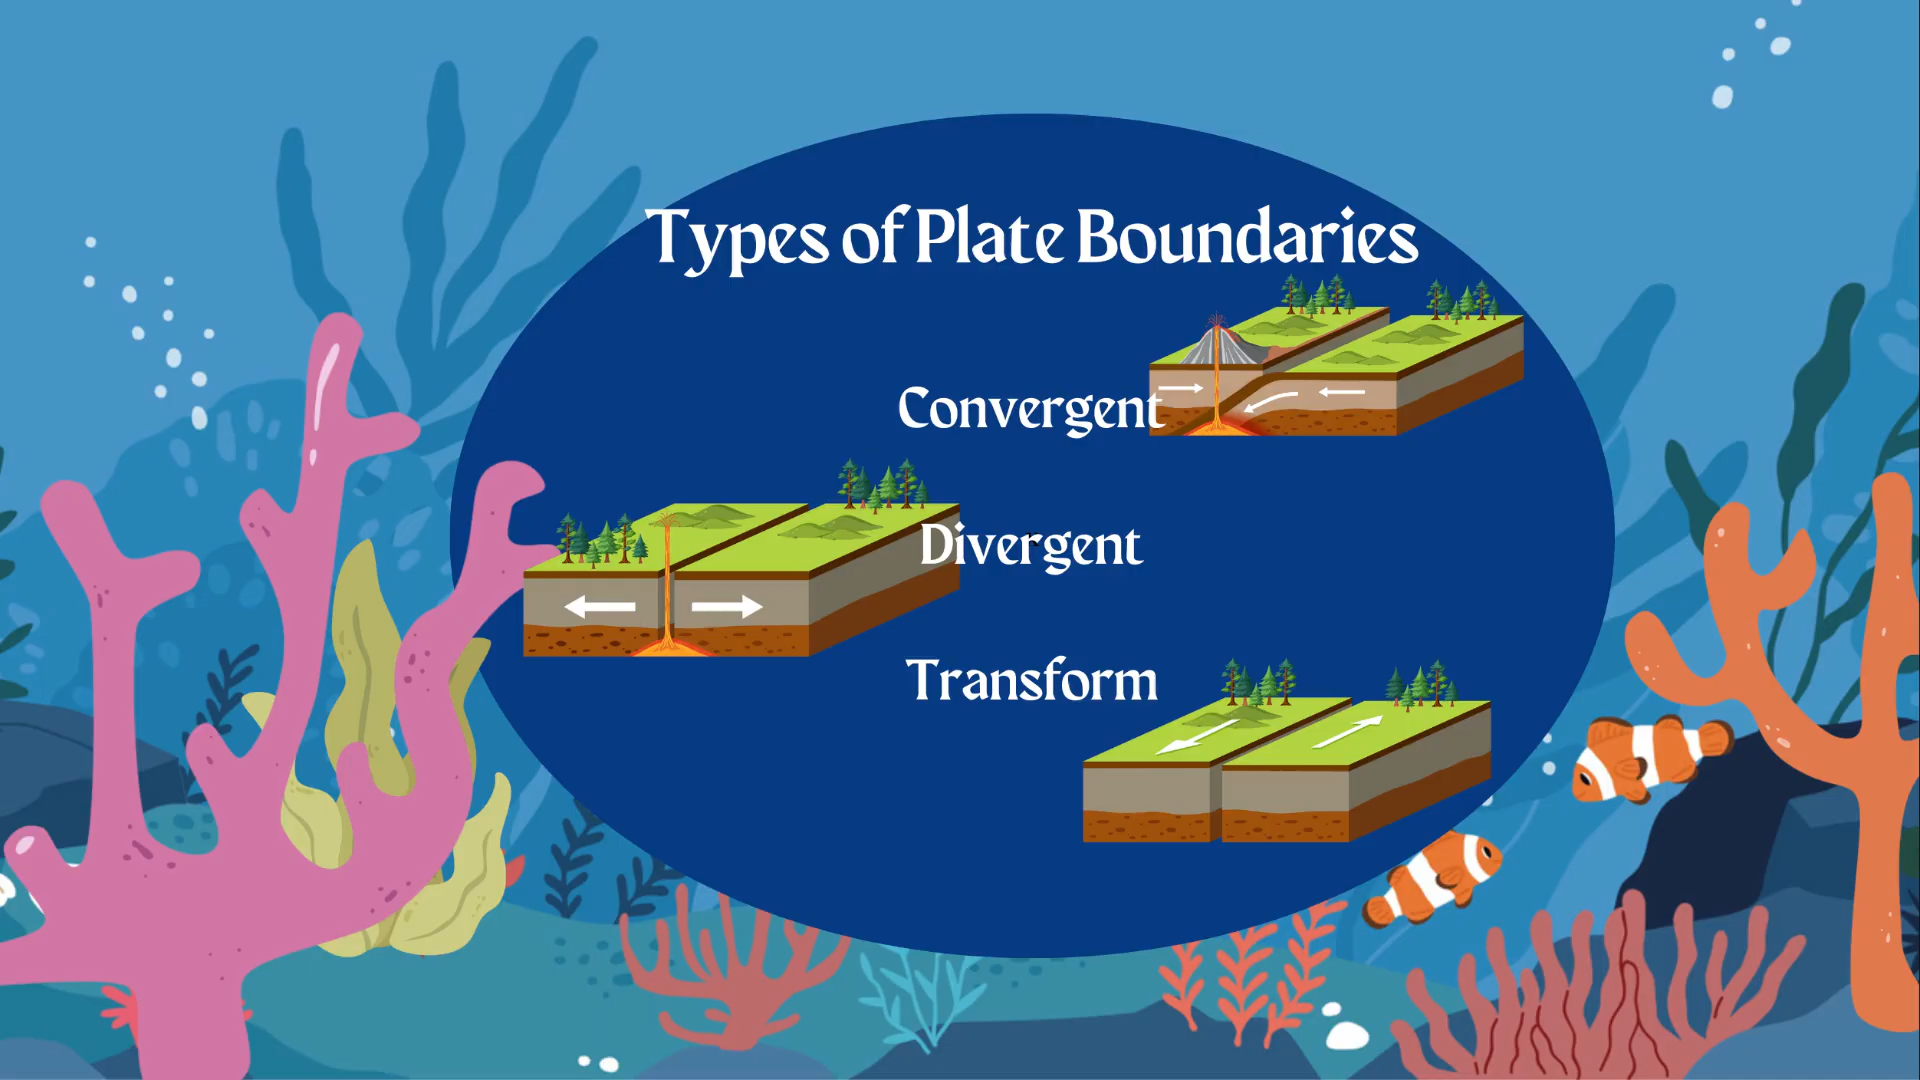 Types of Plate Boundaries
Convergent
Divergent
Transform